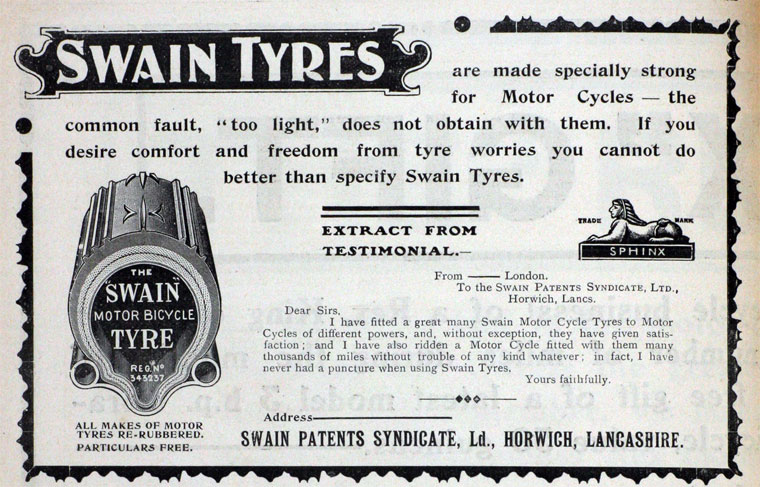 SWAIN TYRES
are made specially strong
for Motor Cycles — the
common fault, "too light," does not obtain with them. If you
desire comfort and freedom from tyre worries you cannot do
better than specify Swain Tyres.
THE
"SWAIN"
MOTOR BICYCLE
TYRE
REG. No
343237
ALL MAKES OF MOTOR
TYRES RE-RUBBERED.
PARTICULARS FREE.
EXTRACT FROM
TESTIMONIAL.—
TRADE MARK
SPHINX
From —— London.
To the SWAIN PATENTS SYNDICATE, LTD.,
Horwich, Lancs.
Dear Sirs,
I have fitted a great many Swain Motor Cycle Tyres to Motor
Cycles of different powers, and, without exception, they have given satis-
faction; and I have also ridden a Motor Cycle fitted with them many
thousands of miles without trouble of any kind whatever; in fact, I have
never had a puncture when using Swain Tyres.
Yours faithfully.
Address
SWAIN PATENTS SYNDICATE, Ld., HORWICH, LANCASHIRE.